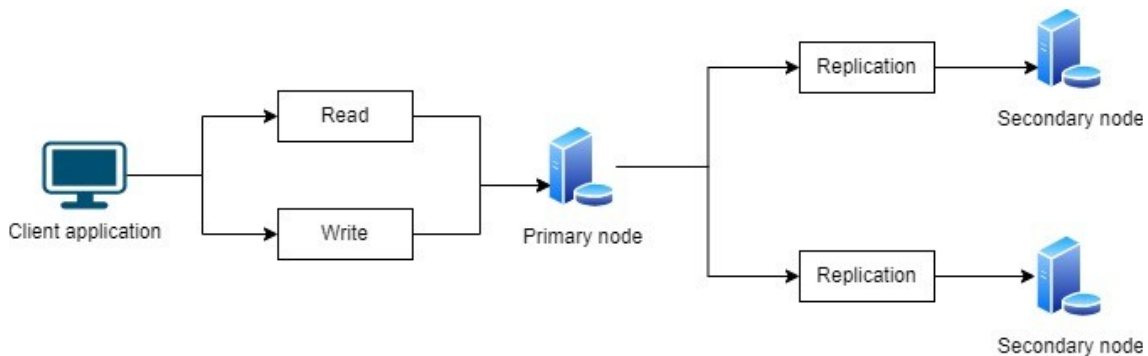 Replication
Secondary node
Read
Client application
Write
Primary node
Replication
Secondary node